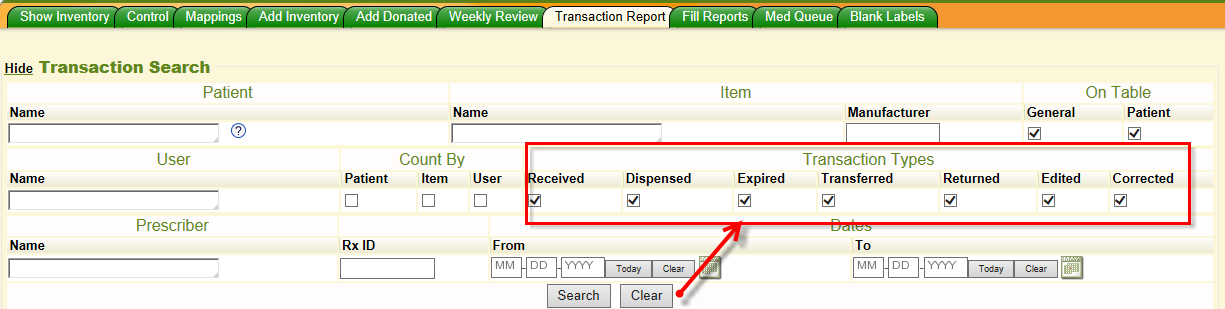 Show Inventory Control Mappings Add Inventory Add Donated Weekly Review Transaction Report Fill Reports Med Queue Blank Labels
Hide Transaction Search
Patient Item On Table
Name Name Manufacturer General Patient
?
User Count By Transaction Types
Name Patient Item User Received Dispensed Expired Transferred Returned Edited Corrected
Prescriber Dates
Name Rx ID From To
MM - DD - YYYY Today Clear MM - DD - YYYY Today Clear
Search Clear